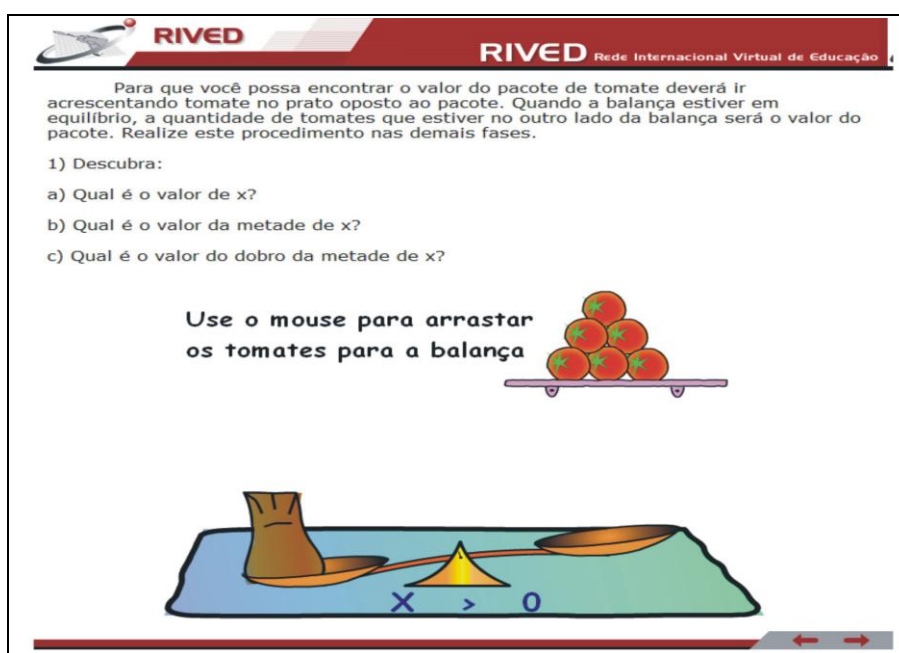 RIVED
RIVED Rede Internacional Virtual de Educação
Para que você possa encontrar o valor do pacote de tomate deverá ir
acrescentando tomate no prato oposto ao pacote. Quando a balança estiver em
equilíbrio, a quantidade de tomates que estiver no outro lado da balança será o valor do
pacote. Realize este procedimento nas demais fases.
1) Descubra:
a) Qual é o valor de x?
b) Qual é o valor da metade de x?
c) Qual é o valor do dobro da metade de x?
Use o mouse para arrastar
os tomates para a balança
X > 0